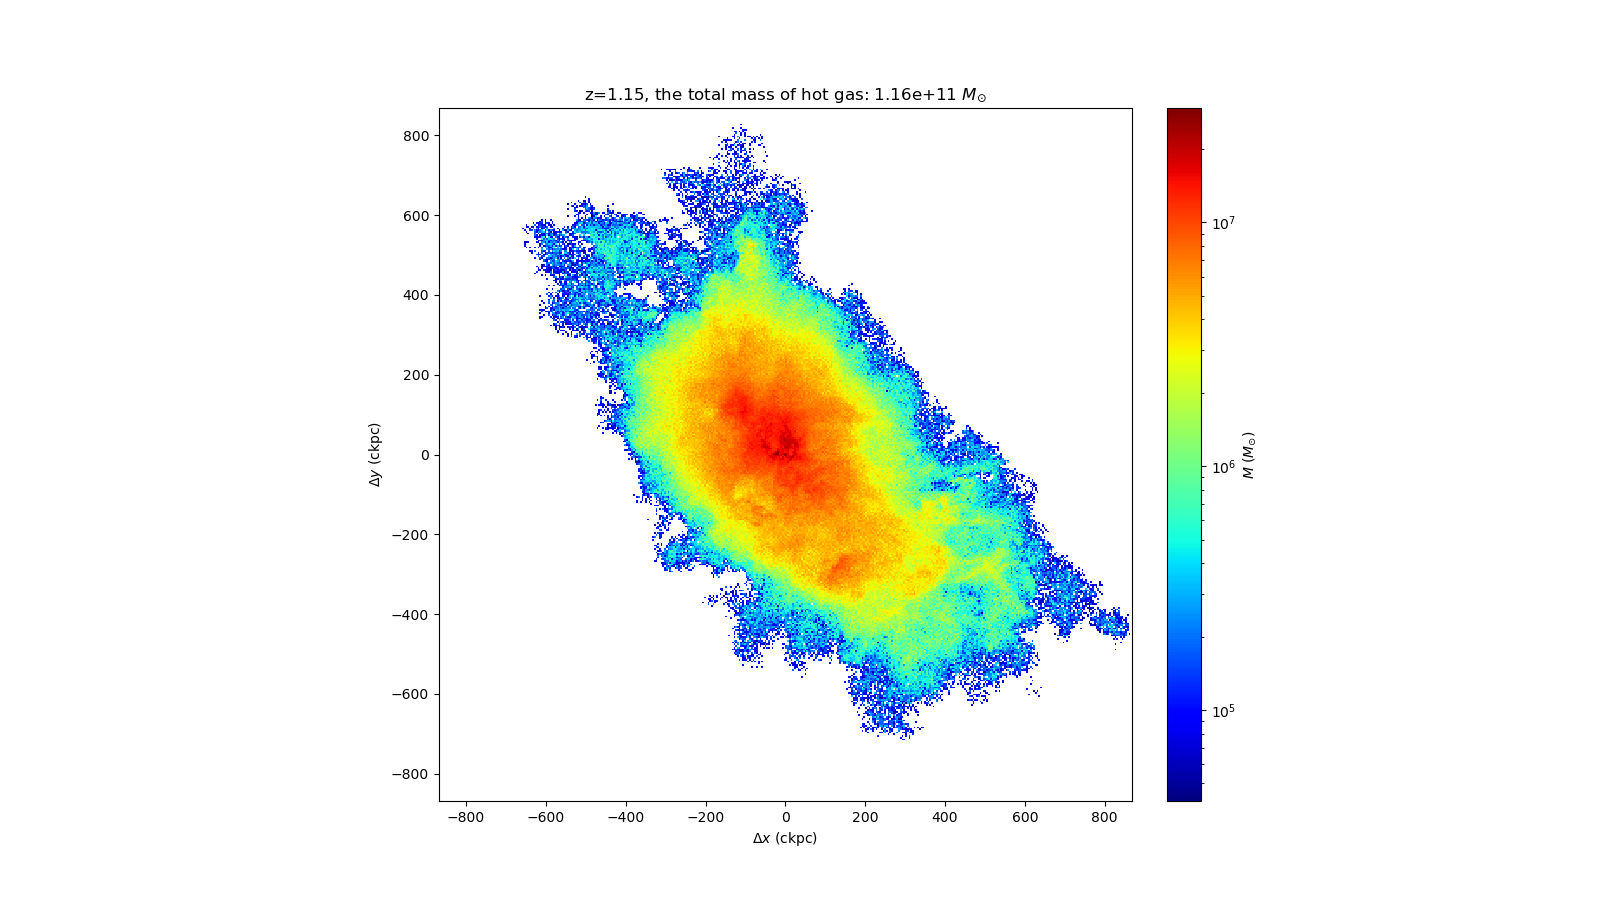 z=1.15, the total mass of hot gas: 1.16e+11 M⊙
800
600
400
200
0
−200
−400
−600
−800
Δy (ckpc)
−800 −600 −400 −200 0 200 400 600 800
Δx (ckpc)
10⁷
10⁶
10⁵
M (M⊙)